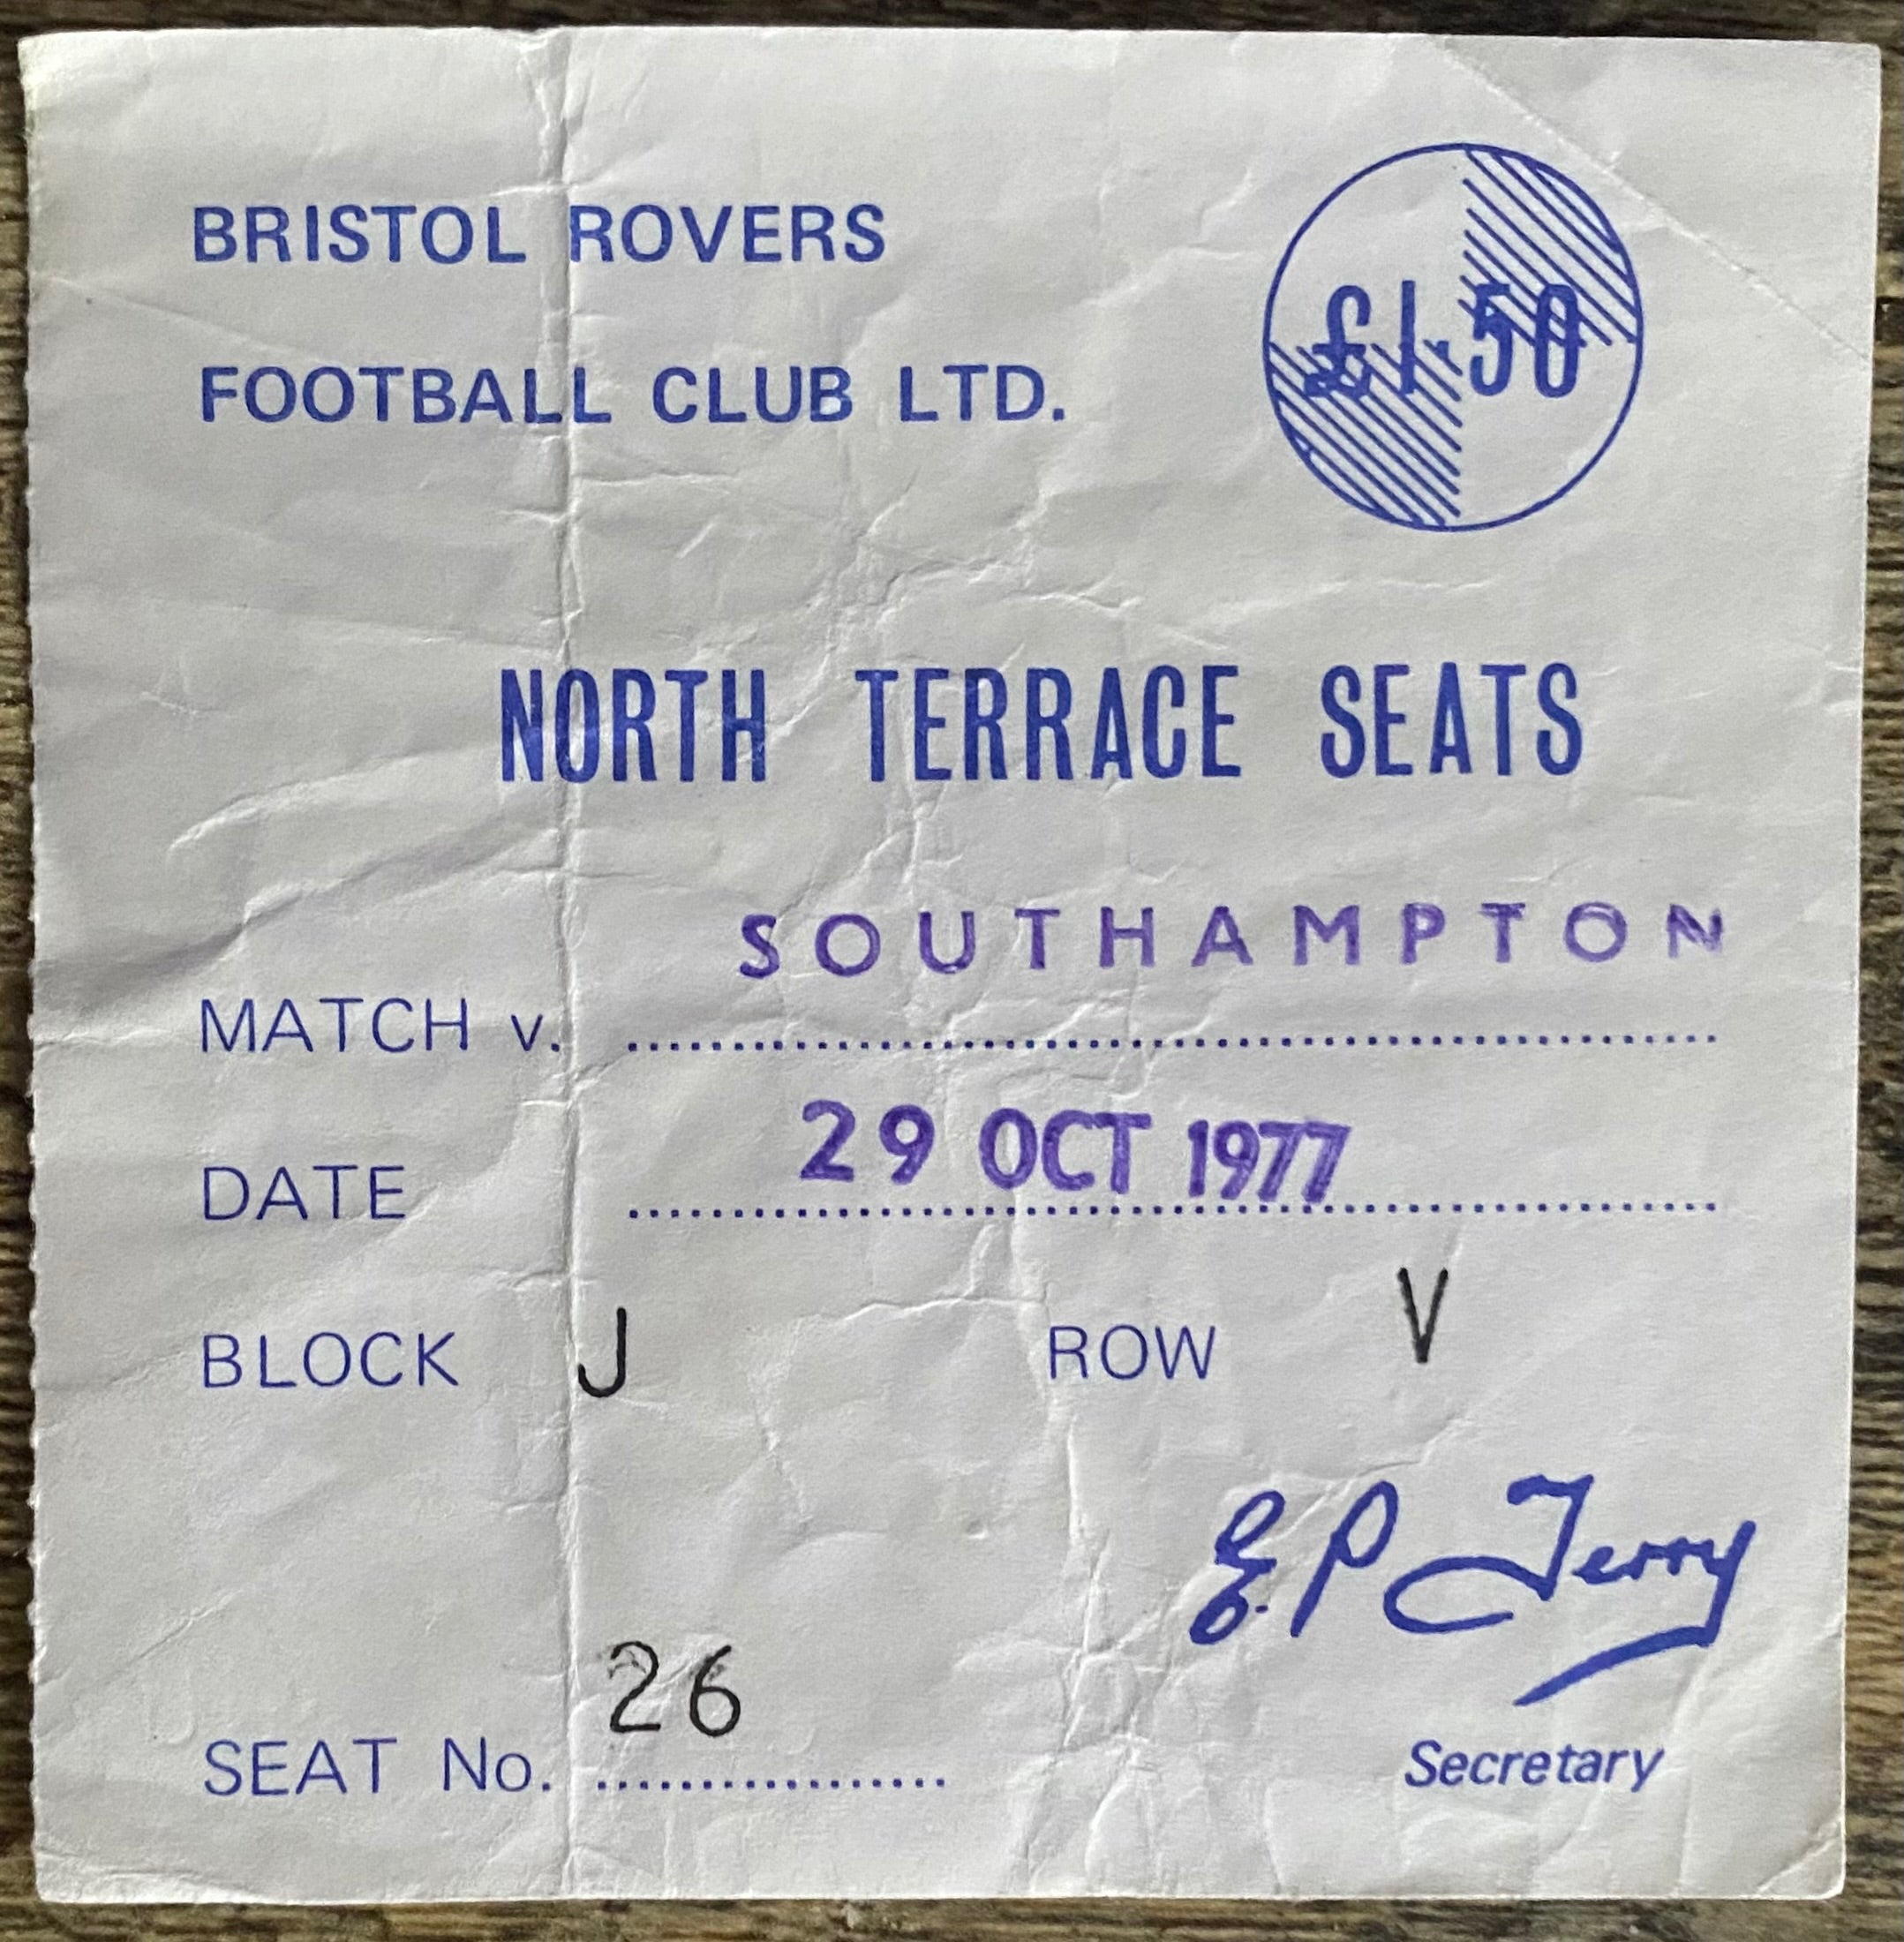 BRISTOL ROVERS
FOOTBALL CLUB LTD.
£1.50
NORTH TERRACE SEATS
MATCH v. SOUTHAMPTON
DATE 29 OCT 1977
BLOCK J ROW V
E.P Terry
SEAT No. 26
Secretary